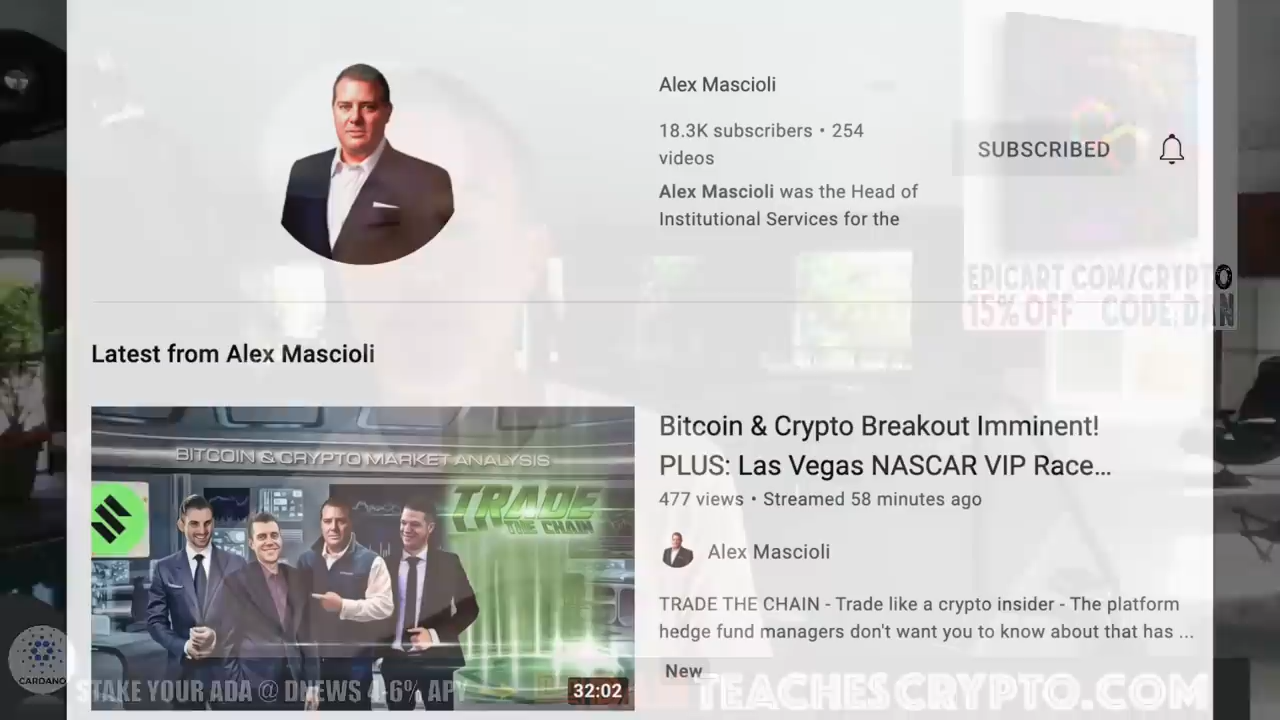 Alex Mascioli
18.3K subscribers • 254
videos
Alex Mascioli was the Head of
Institutional Services for the
SUBSCRIBED
EPICART COM/CRYPTO
15% OFF CODE; DAN
Latest from Alex Mascioli
BITCOIN & CRYPTO MARKET ANALYSIS
TRADE
THE CHAIN
32:02
Bitcoin & Crypto Breakout Imminent!
PLUS: Las Vegas NASCAR VIP Race...
477 views • Streamed 58 minutes ago
Alex Mascioli
TRADE THE CHAIN - Trade like a crypto insider - The platform
hedge fund managers don't want you to know about that has ...
New
CARDANO
STAKE YOUR ADA @ DNEWS 4-6% APY
TEACHESCRYPTO.COM